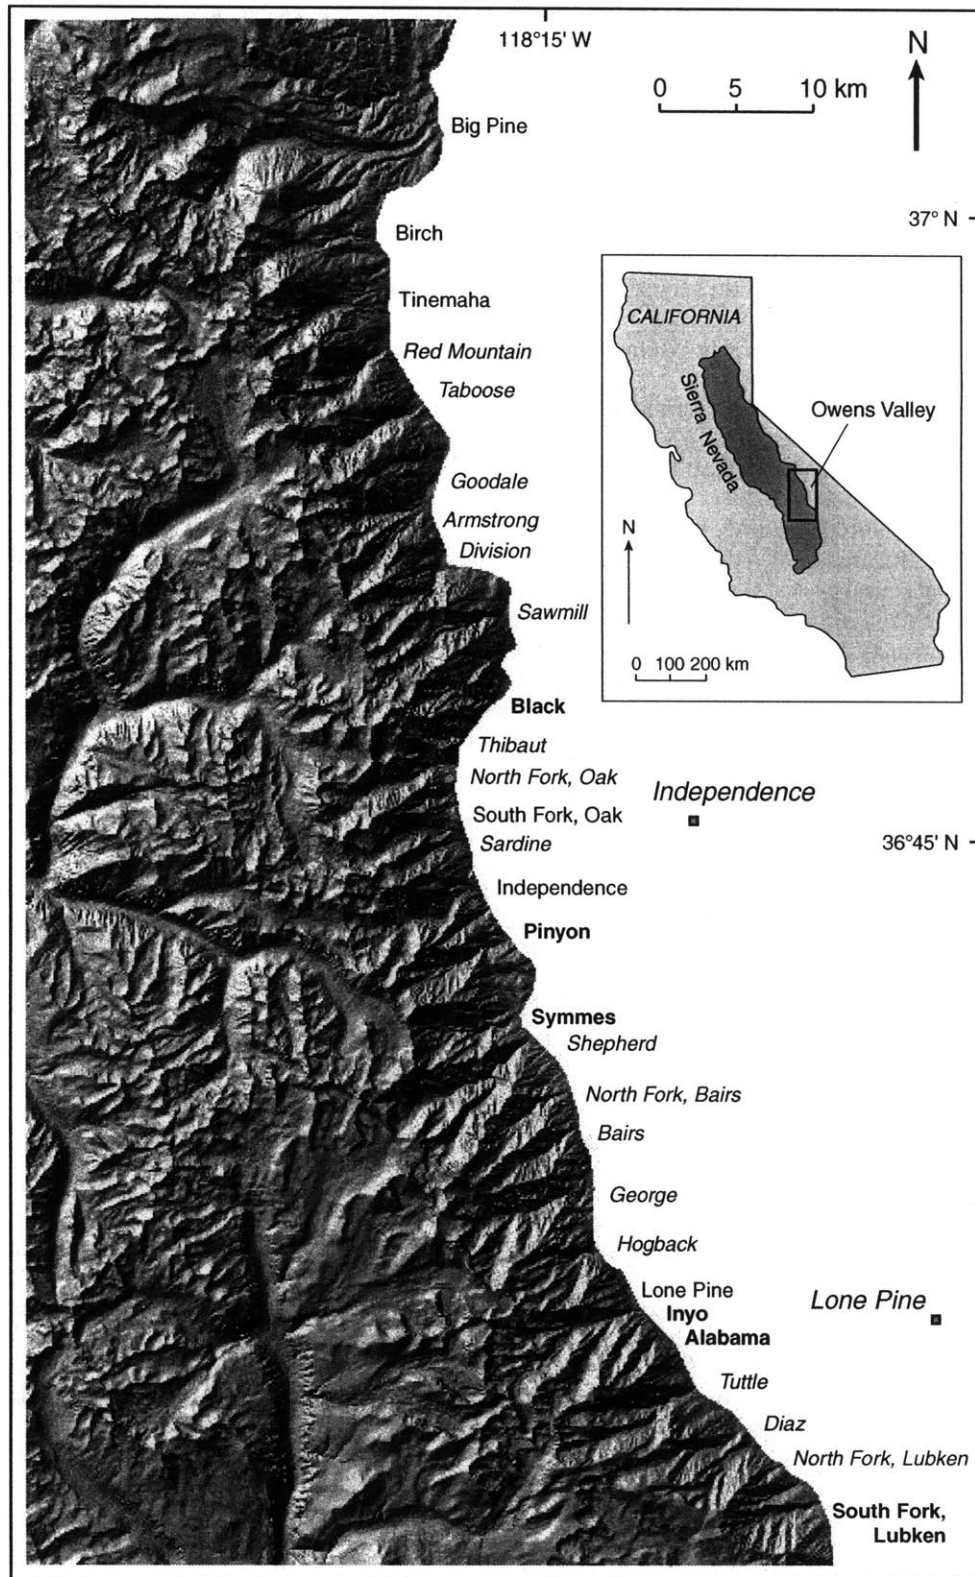 118°15' W
N
0 5 10 km
Big Pine
37° N
Birch
CALIFORNIA
Tinemaha
Red Mountain
Taboose
Sierra Nevada
Owens Valley
Goodale
Armstrong
Division
N
Sawmill
0 100 200 km
Black
Thibaut
North Fork, Oak
Independence
South Fork, Oak
Sardine
36°45' N
Independence
Pinyon
Symmes
Shepherd
North Fork, Bairs
Bairs
George
Hogback
Lone Pine
Lone Pine
Inyo
Alabama
Tuttle
Diaz
North Fork, Lubken
South Fork,
Lubken